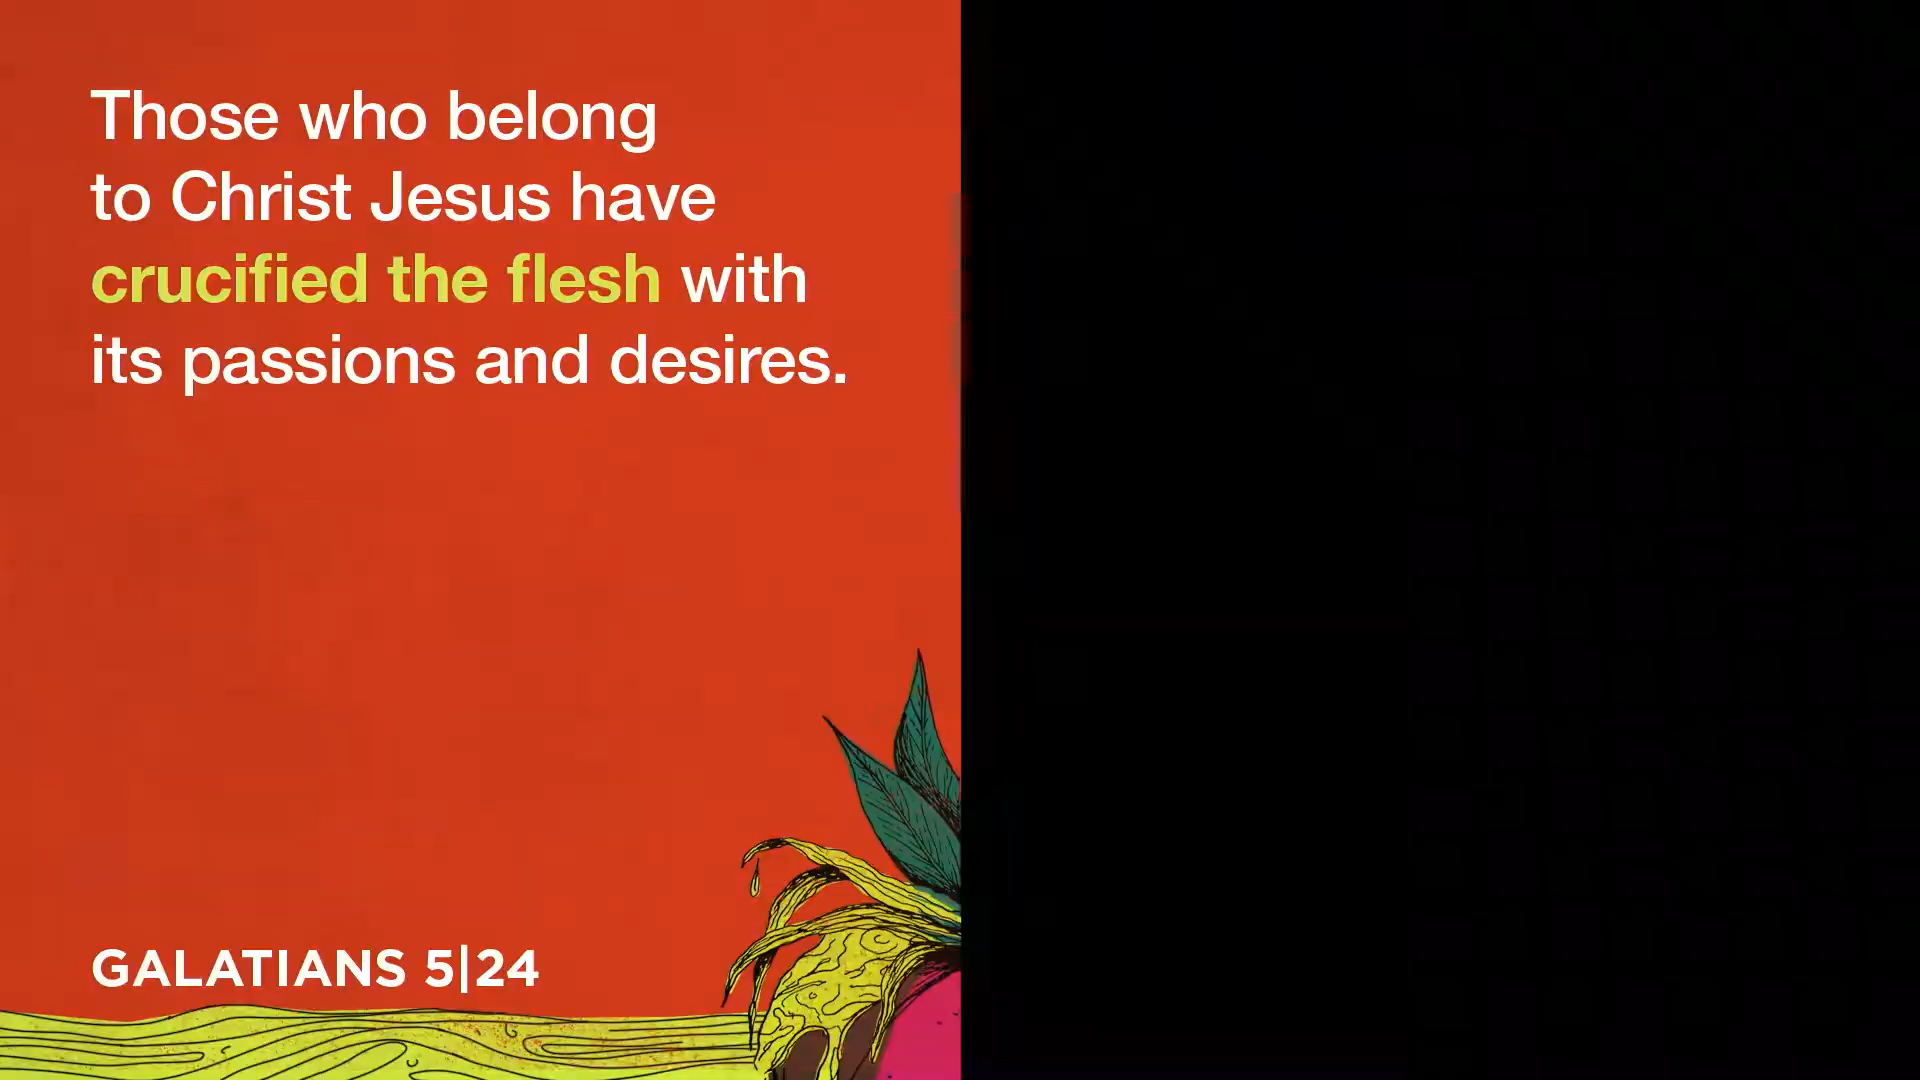 Those who belong
to Christ Jesus have
crucified the flesh with
its passions and desires.
GALATIANS 5|24